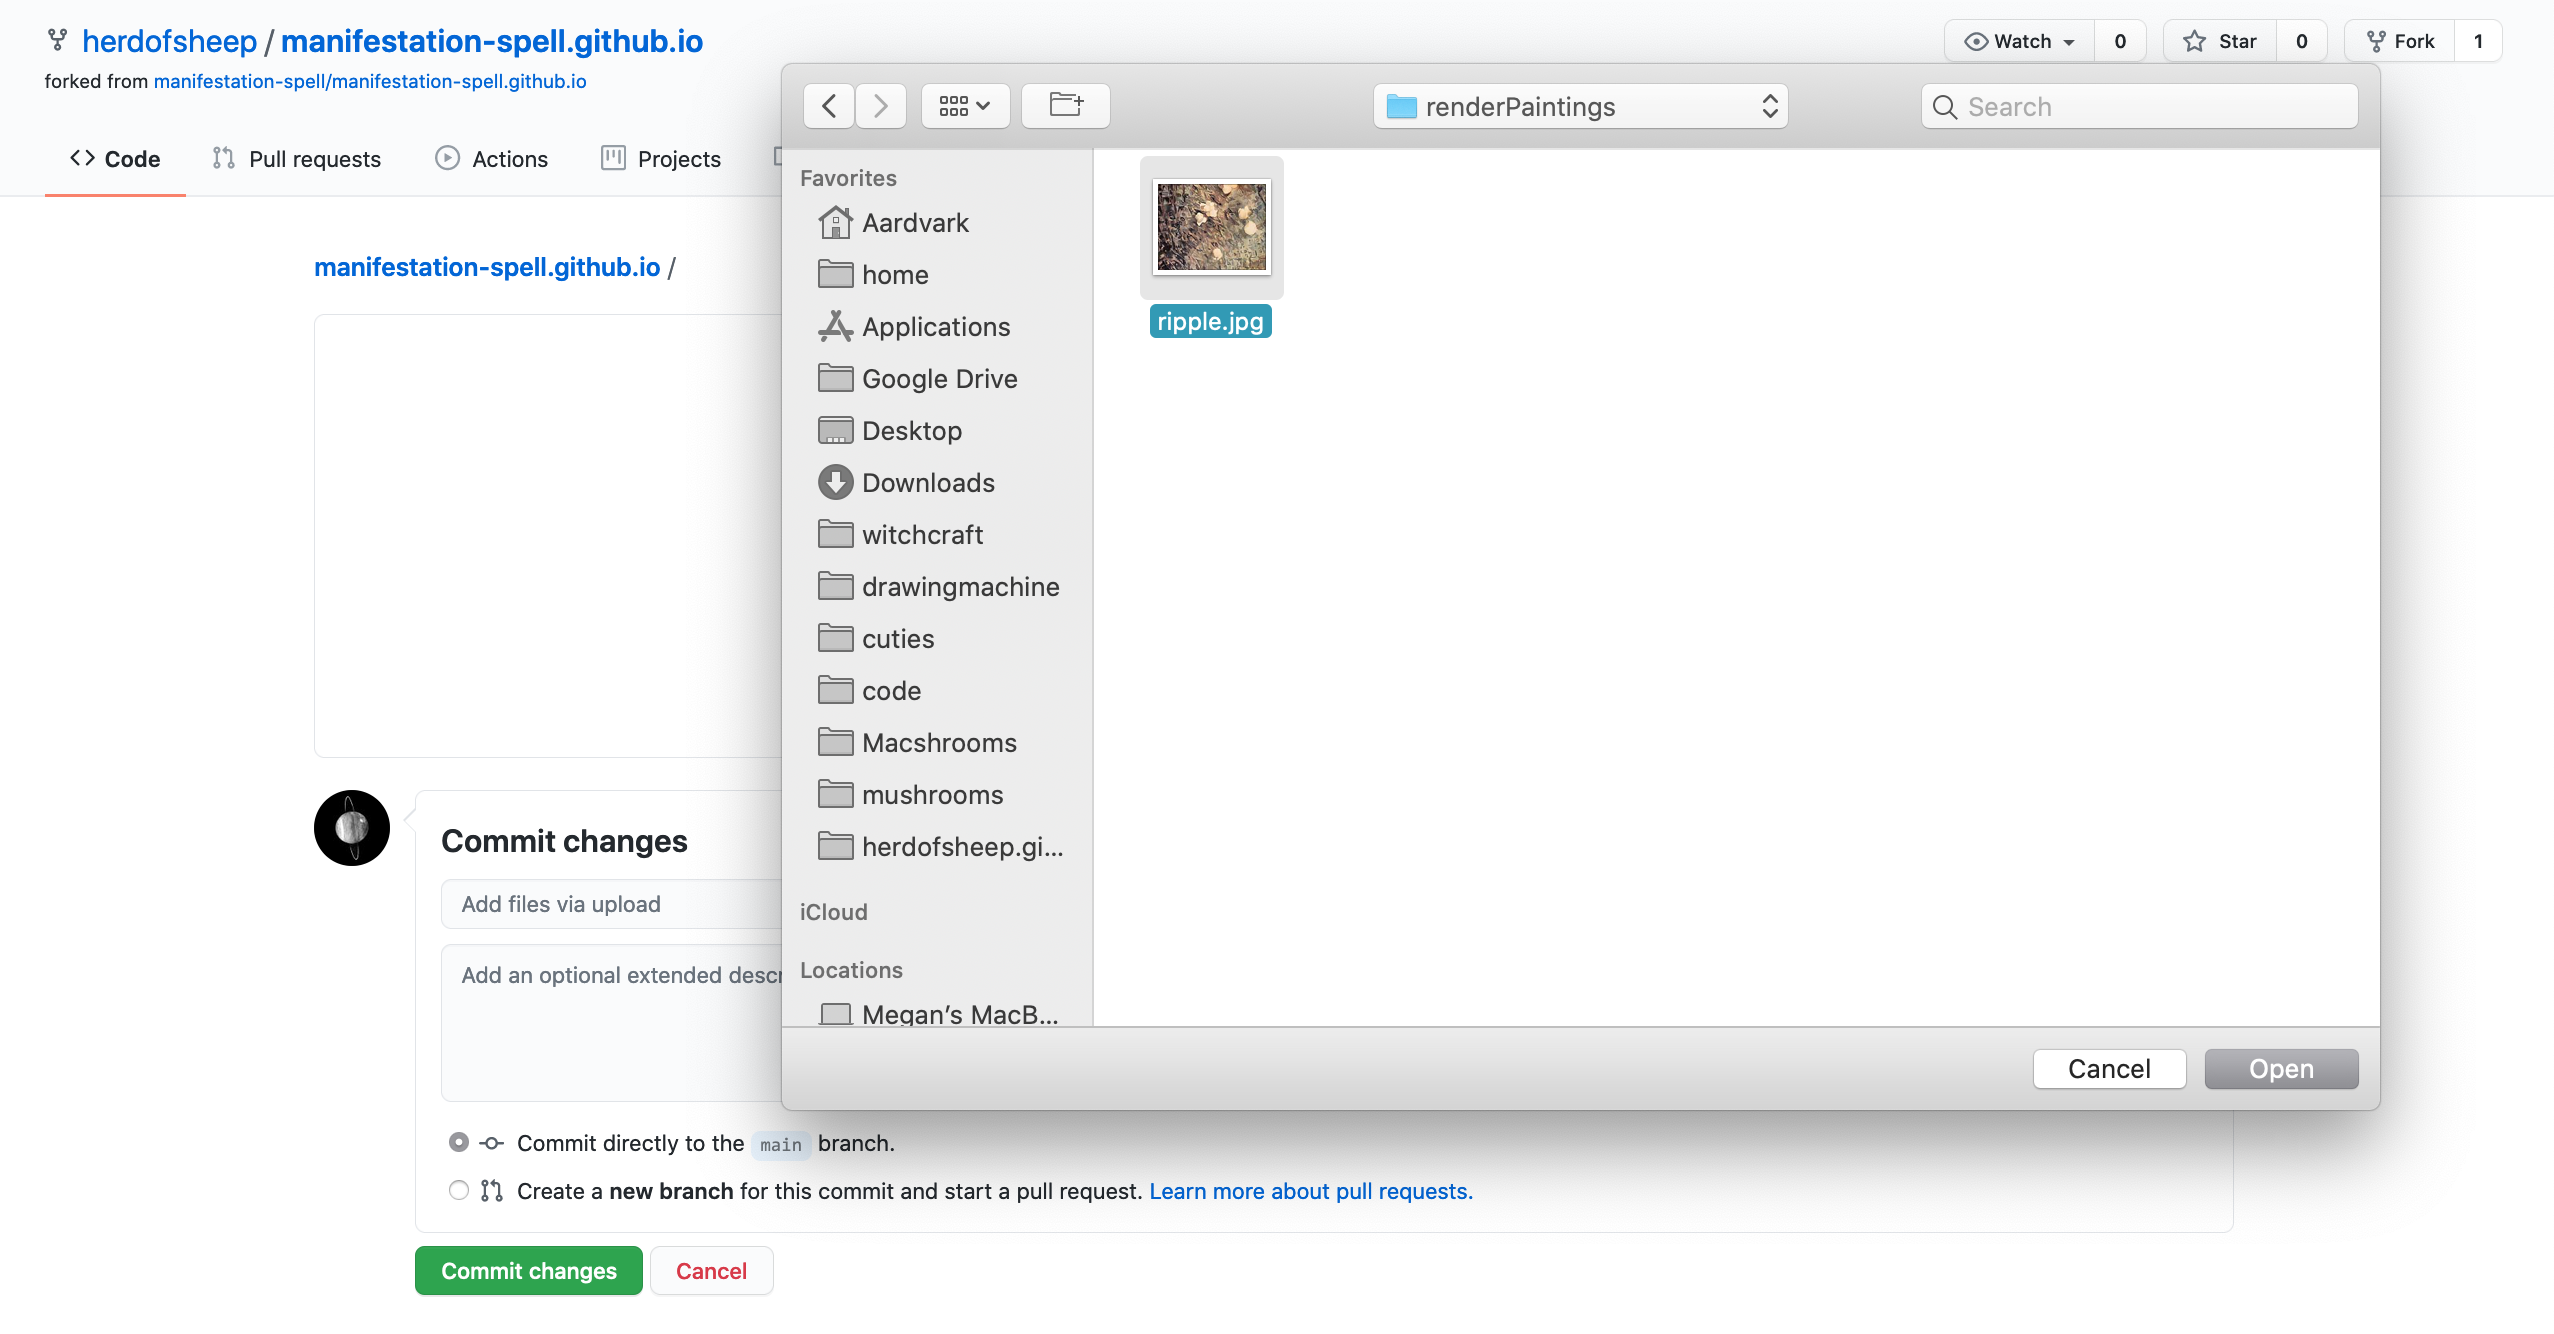 herdofsheep / manifestation-spell.github.io
forked from manifestation-spell/manifestation-spell.github.io
Watch 0 Star 0 Fork 1
Code Pull requests Actions Projects
manifestation-spell.github.io /
renderPaintings
Search
Favorites
Aardvark
home
Applications
Google Drive
Desktop
Downloads
witchcraft
drawingmachine
cuties
code
Macshrooms
mushrooms
herdofsheep.gi...
iCloud
Locations
Megan’s MacB...
ripple.jpg
Cancel Open
Commit changes
Add files via upload
Add an optional extended descr
Commit directly to the main branch.
Create a new branch for this commit and start a pull request. Learn more about pull requests.
Commit changes Cancel